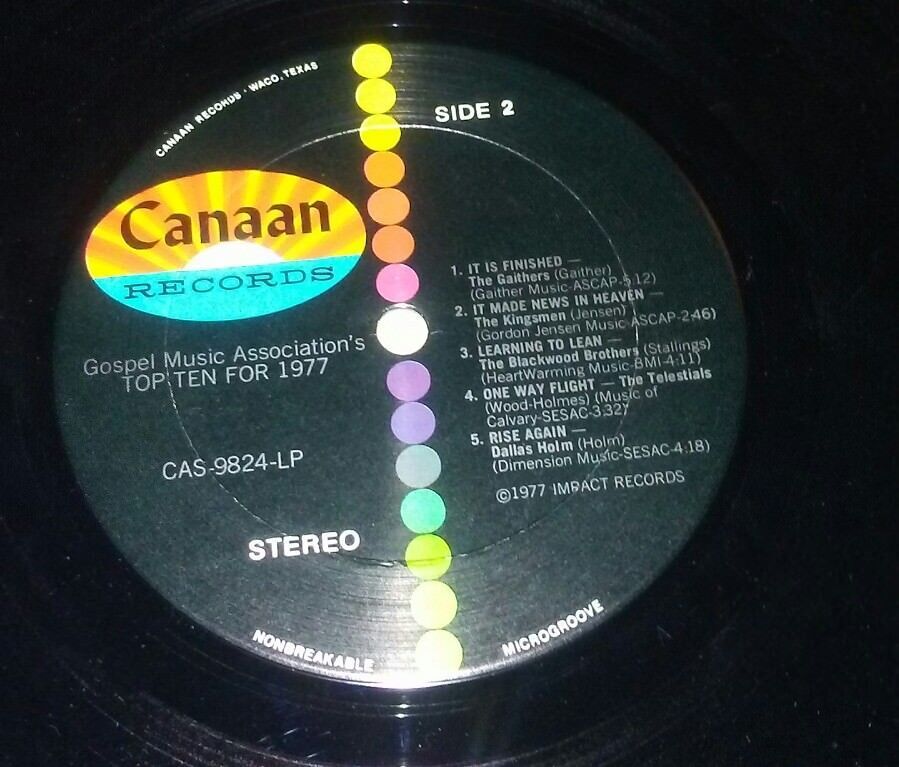 CANAAN RECORDS · WACO, TEXAS
SIDE 2
Canaan
RECORDS
Gospel Music Association's
TOP TEN FOR 1977
CAS-9824-LP
STEREO
1. IT IS FINISHED —
The Gaithers (Gaither)
(Gaither Music-ASCAP-5:12)
2. IT MADE NEWS IN HEAVEN —
The Kingsmen (Jensen)
(Gordon Jensen Music-ASCAP-2:46)
3. LEARNING TO LEAN —
The Blackwood Brothers (Stallings)
(HeartWarming Music-BMI-4:11)
4. ONE WAY FLIGHT — The Telestials
(Wood-Holmes) (Music of
Calvary-SESAC-3:32)
5. RISE AGAIN —
Dallas Holm (Holm)
(Dimension Music-SESAC-4:18)
©1977 IMPACT RECORDS
NONBREAKABLE
MICROGROOVE